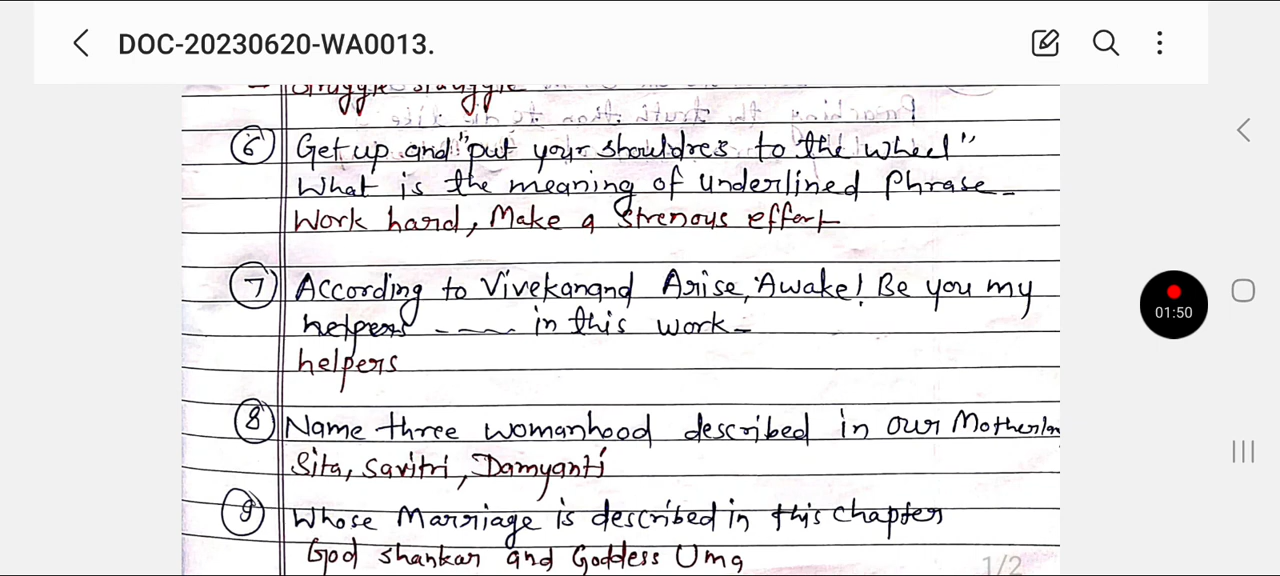 DOC-20230620-WA0013.
struggle struggle
6 Get up and "put your shouldres to the wheel"
What is the meaning of underlined Phrase-
Work hard, Make a Strenous effort
7 According to Vivekanand Arise, Awake! Be you my
helpers ---- in this work-
helpers
8 Name three womanhood described in our Motherlan
Sita, Savitri, Damyanti
9 Whose Marriage is described in this chapter
God Shankar and Goddess Uma
1/2
01:50